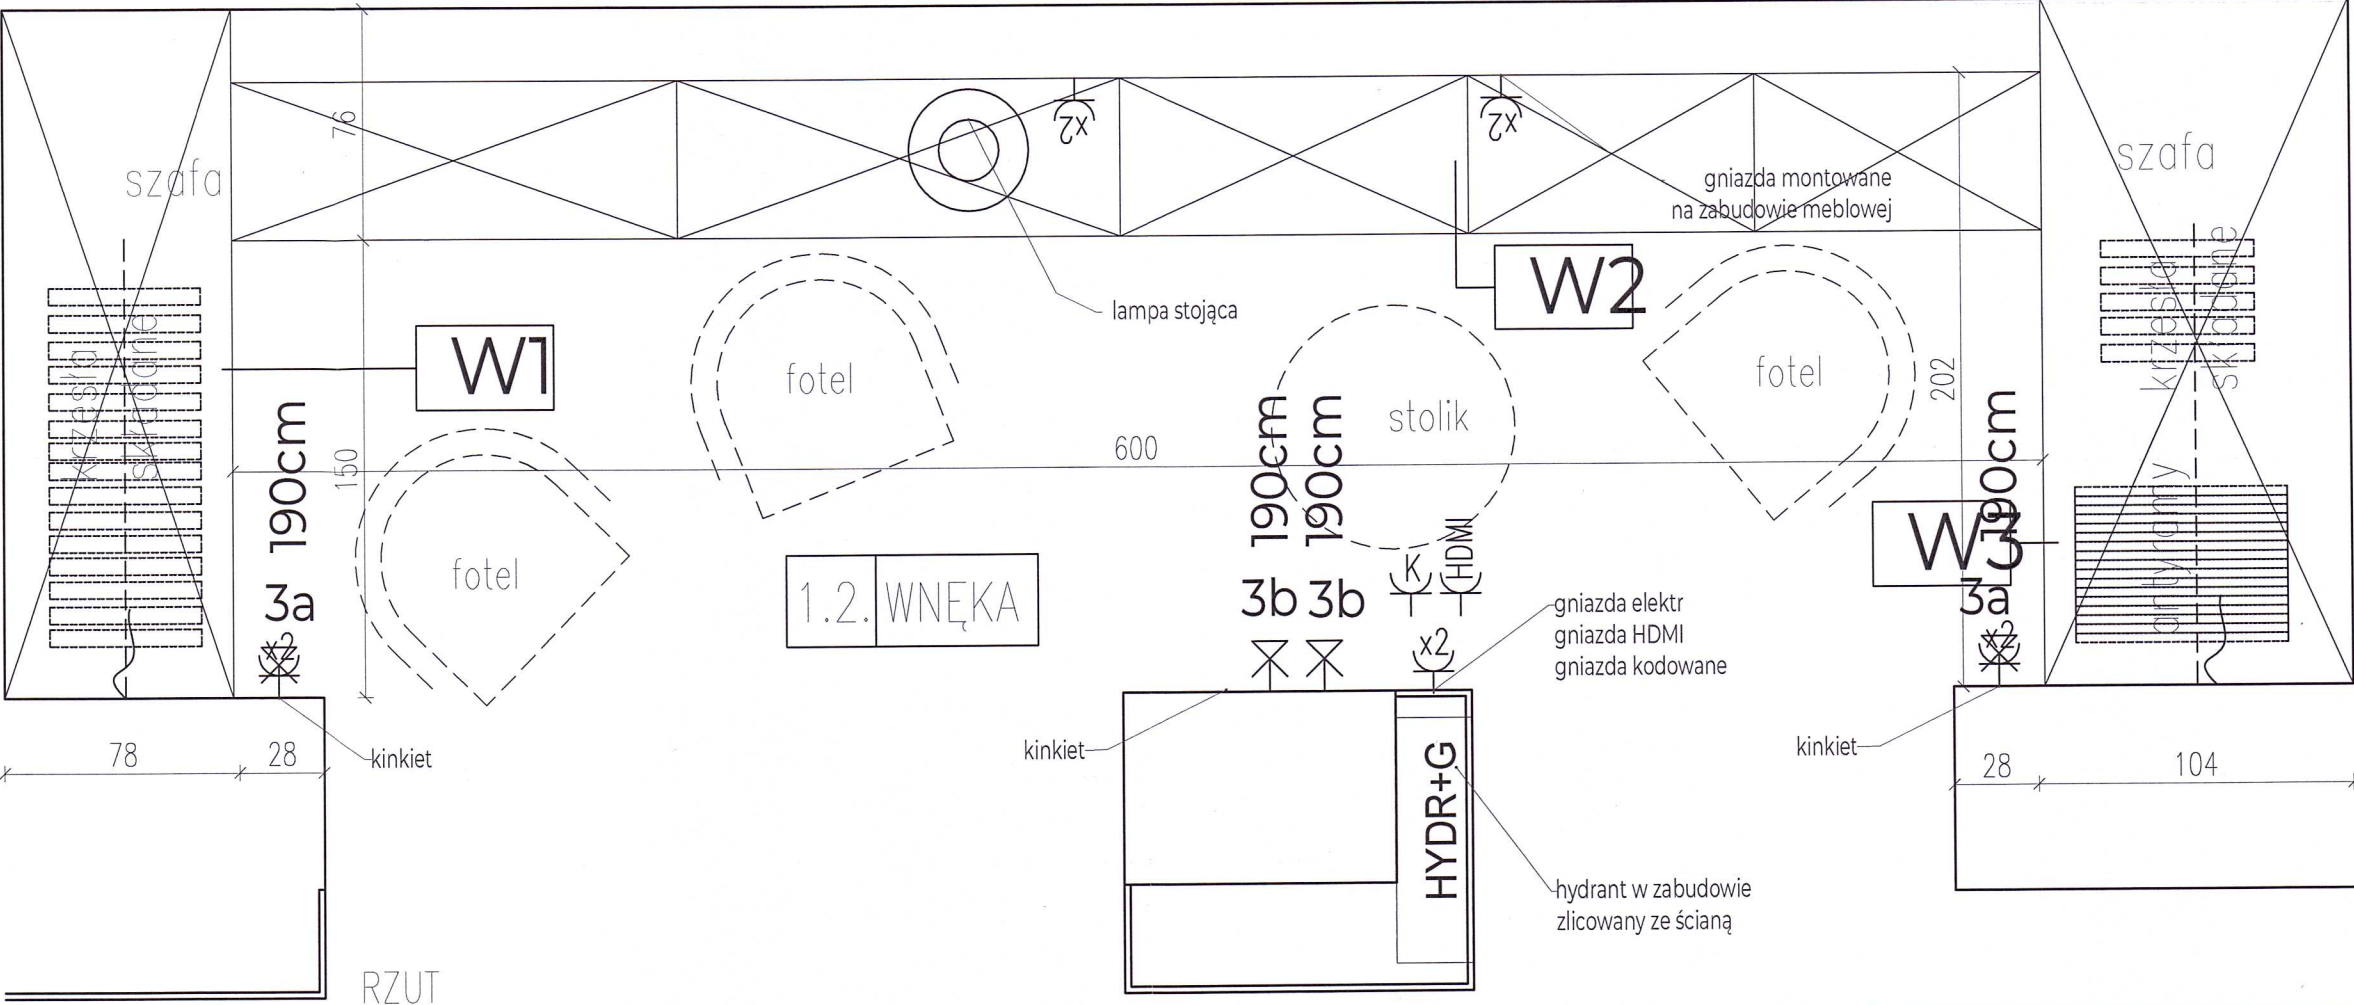 76
x2
x2
szafa
szafa
gniazda montowane
na zabudowie meblowej
W2
lampa stojąca
W1
fotel
fotel
stolik
krzesła
składane
krzesła
składane
202
190cm
190cm
190cm
190cm
150
600
fotel
antyramy
W3
K
HDMI
1.2. WNĘKA
3a
3b
3b
3a
x2
x2
x2
gniazda elektr
gniazda HDMI
gniazda kodowane
78
28
kinkiet
kinkiet
kinkiet
28
104
HYDR+G
hydrant w zabudowie
zlicowany ze ścianą
RZUT